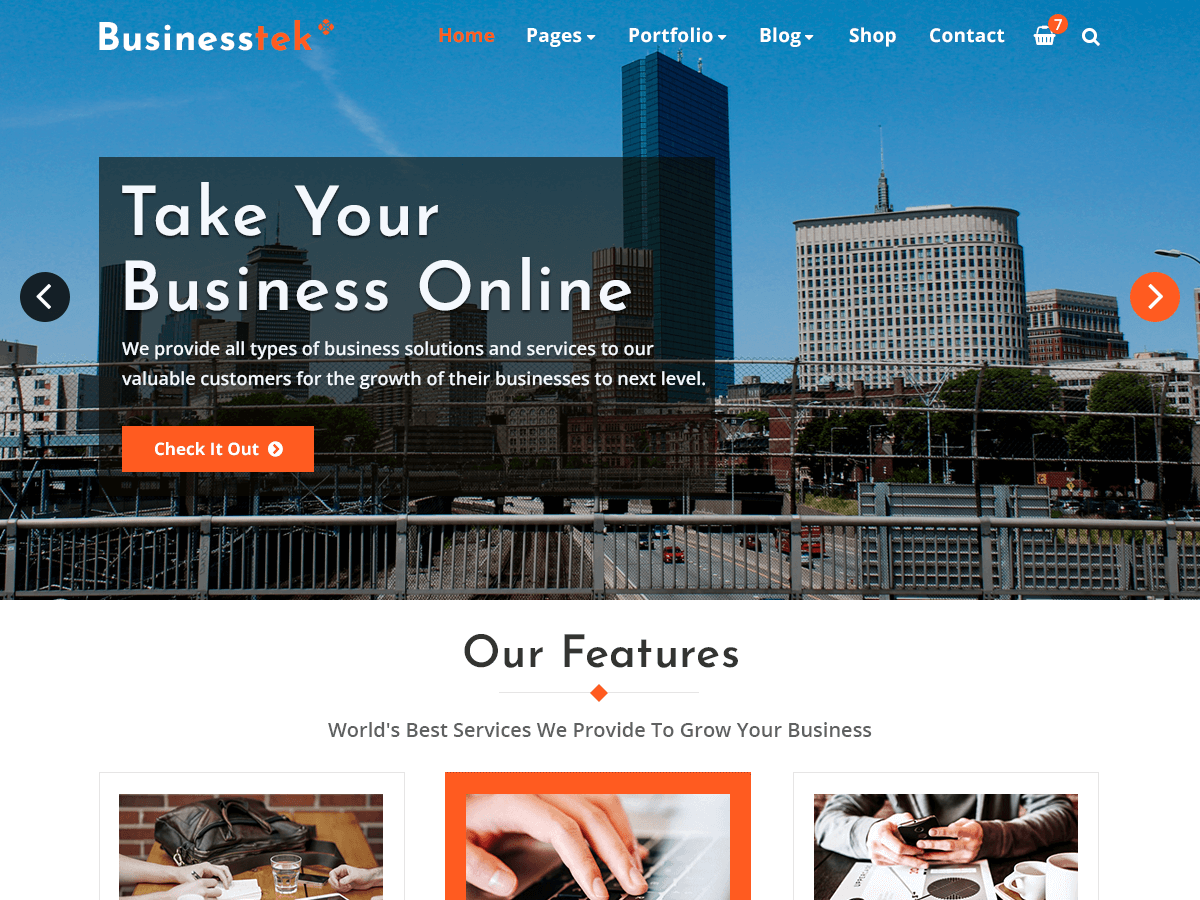 Businesstek
Home Pages Portfolio Blog Shop Contact 7
Take Your
Business Online
We provide all types of business solutions and services to our
valuable customers for the growth of their businesses to next level.
Check It Out
Our Features
World's Best Services We Provide To Grow Your Business